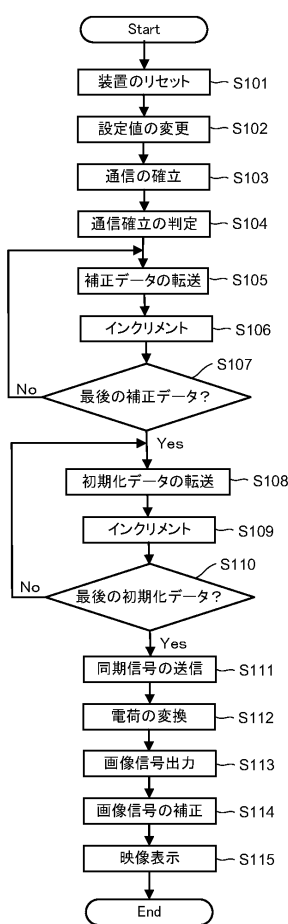 Start
装置のリセット S101
設定値の変更 S102
通信の確立 S103
通信確立の判定 S104
補正データの転送 S105
インクリメント S106
S107
No 最後の補正データ?
Yes
初期化データの転送 S108
インクリメント S109
S110
No 最後の初期化データ?
Yes
同期信号の送信 S111
電荷の変換 S112
画像信号出力 S113
画像信号の補正 S114
映像表示 S115
End